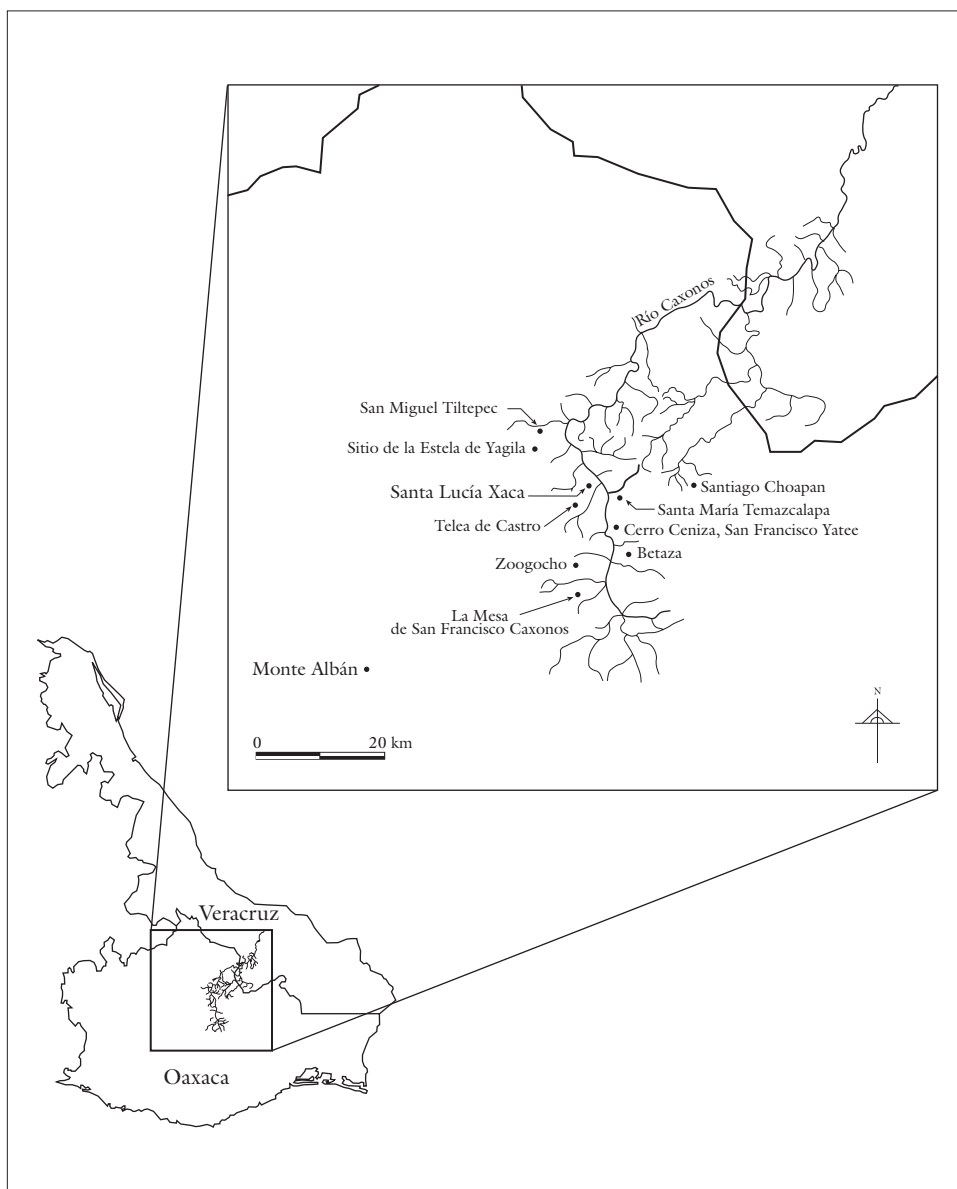 Río Caxonos
San Miguel Tiltepec
Sitio de la Estela de Yagila
Santa Lucía Xaca
Santiago Choapan
Santa María Temazcalapa
Telea de Castro
Cerro Ceniza, San Francisco Yatee
Betaza
Zoogocho
La Mesa
de San Francisco Caxonos
Monte Albán
N
0 20 km
Veracruz
Oaxaca